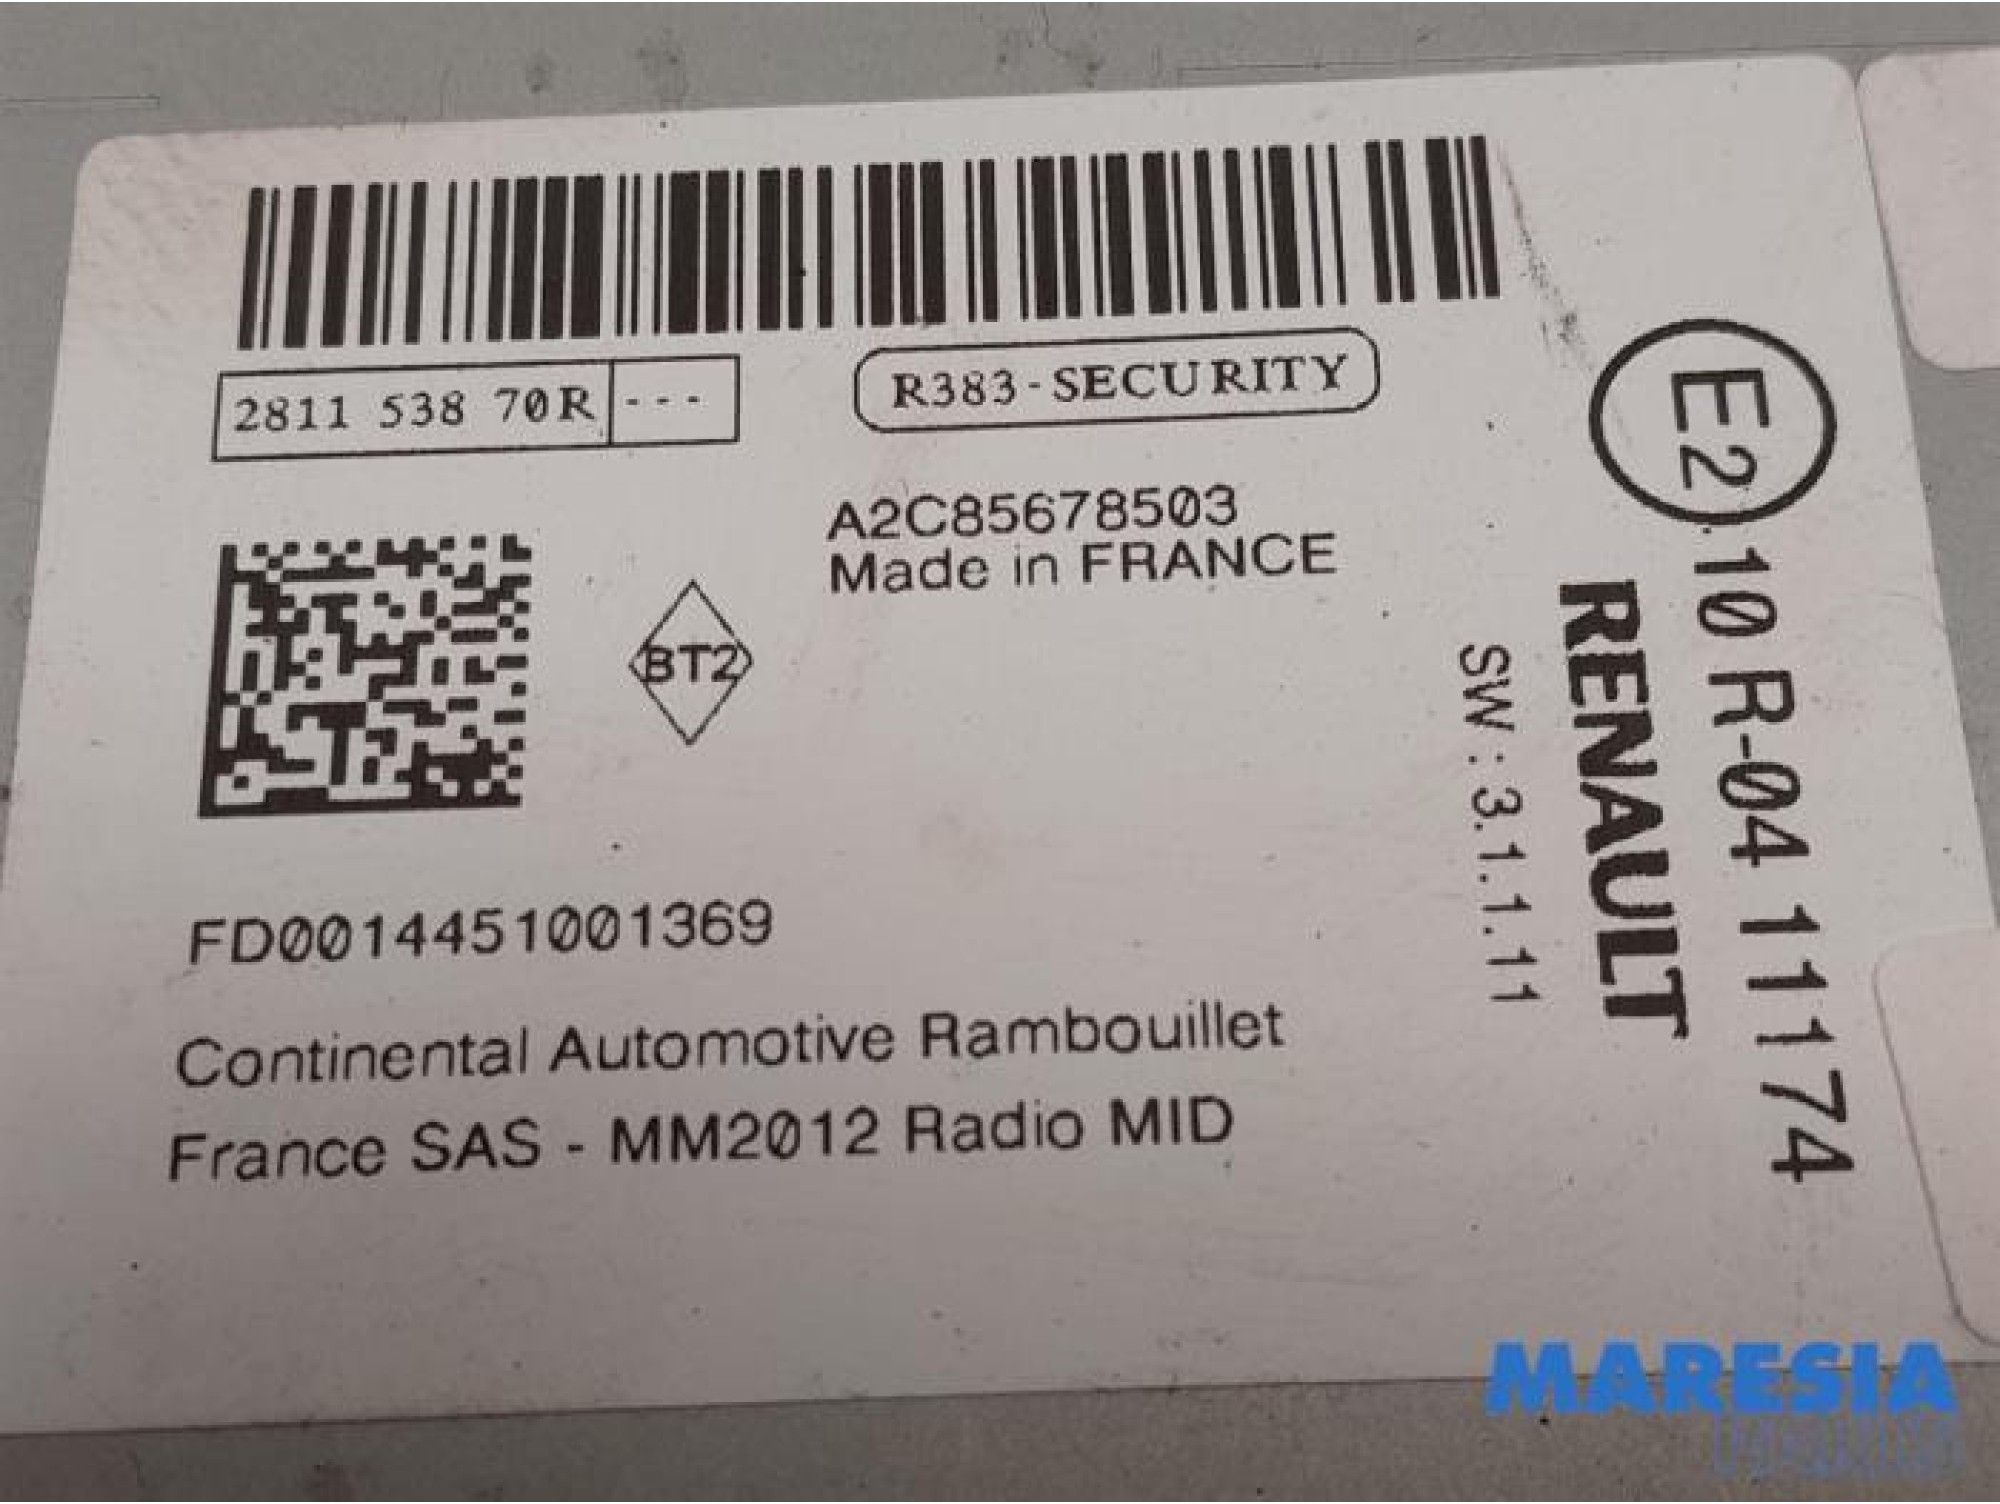 2811 538 70R ---
R383-SECURITY
A2C85678503
Made in FRANCE
BT2
FD0014451001369
Continental Automotive Rambouillet
France SAS - MM2012 Radio MID
E2
10 R-04 11174
RENAULT
SW : 3.1.1.11
MARESIA